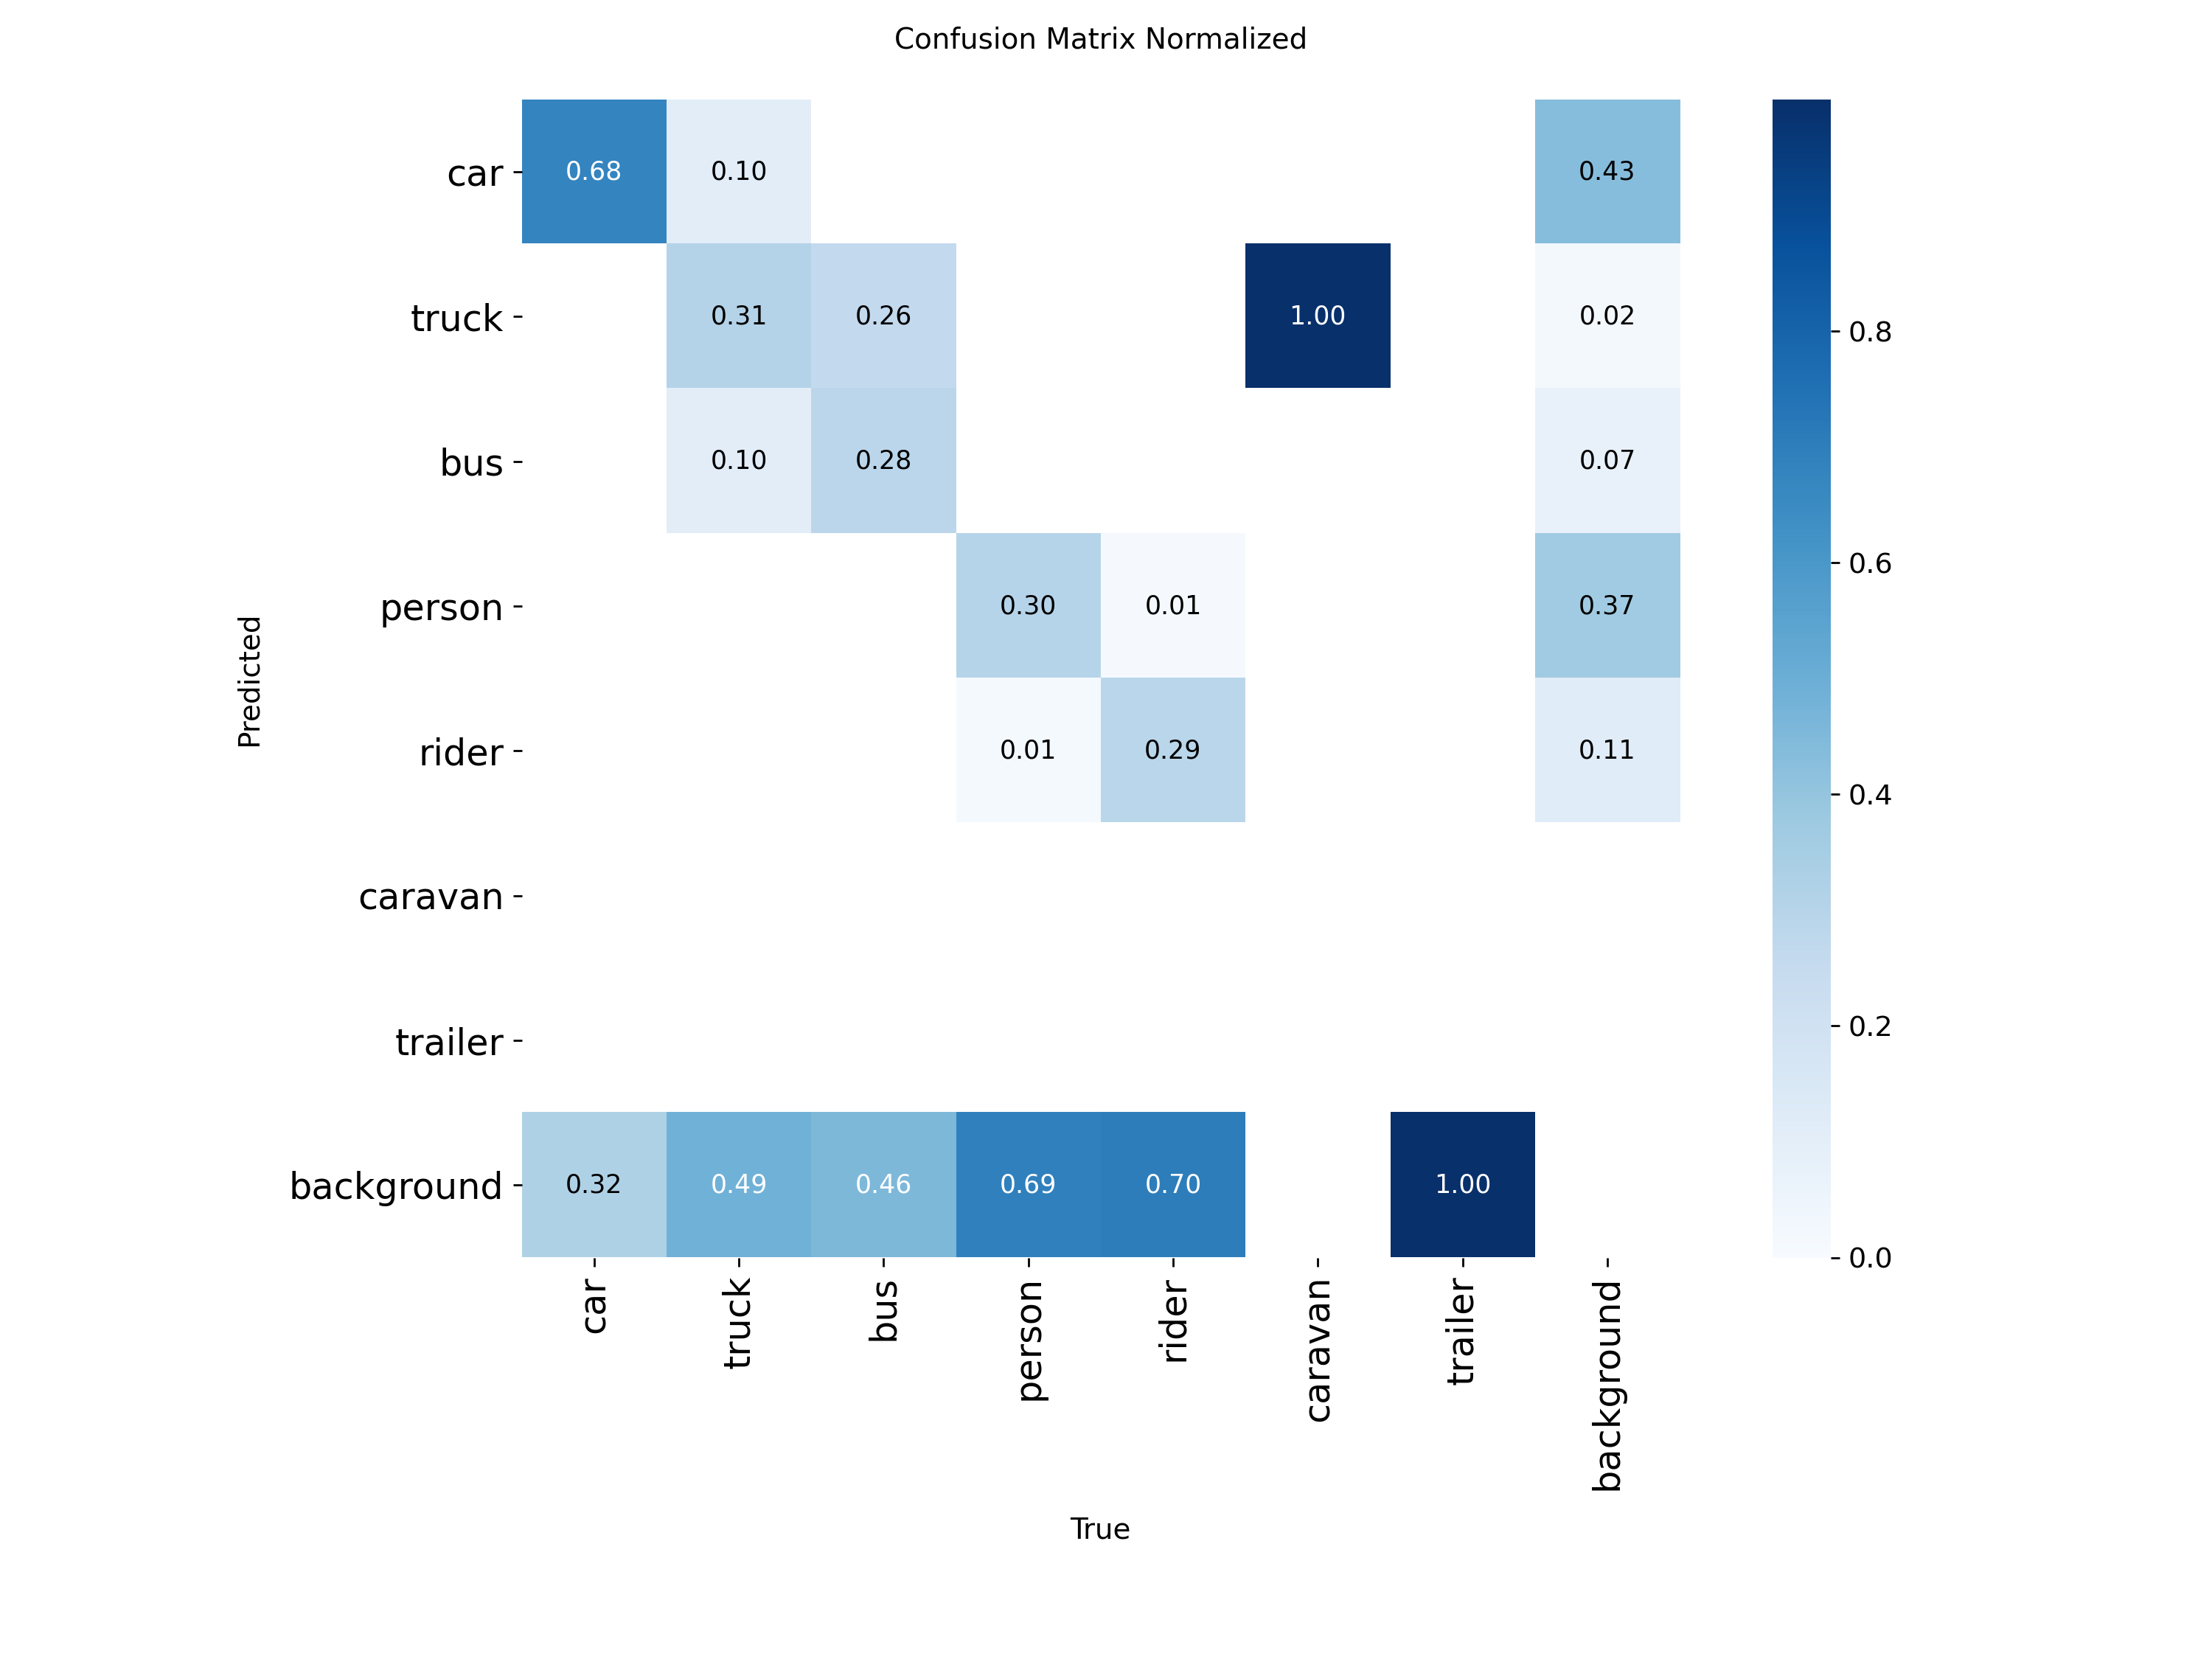 Confusion Matrix Normalized
car 0.68 0.10 0.43
truck 0.31 0.26 1.00 0.02
bus 0.10 0.28 0.07
person 0.30 0.01 0.37
rider 0.01 0.29 0.11
caravan
trailer
background 0.32 0.49 0.46 0.69 0.70 1.00
car truck bus person rider caravan trailer background
Predicted
True
0.8
0.6
0.4
0.2
0.0